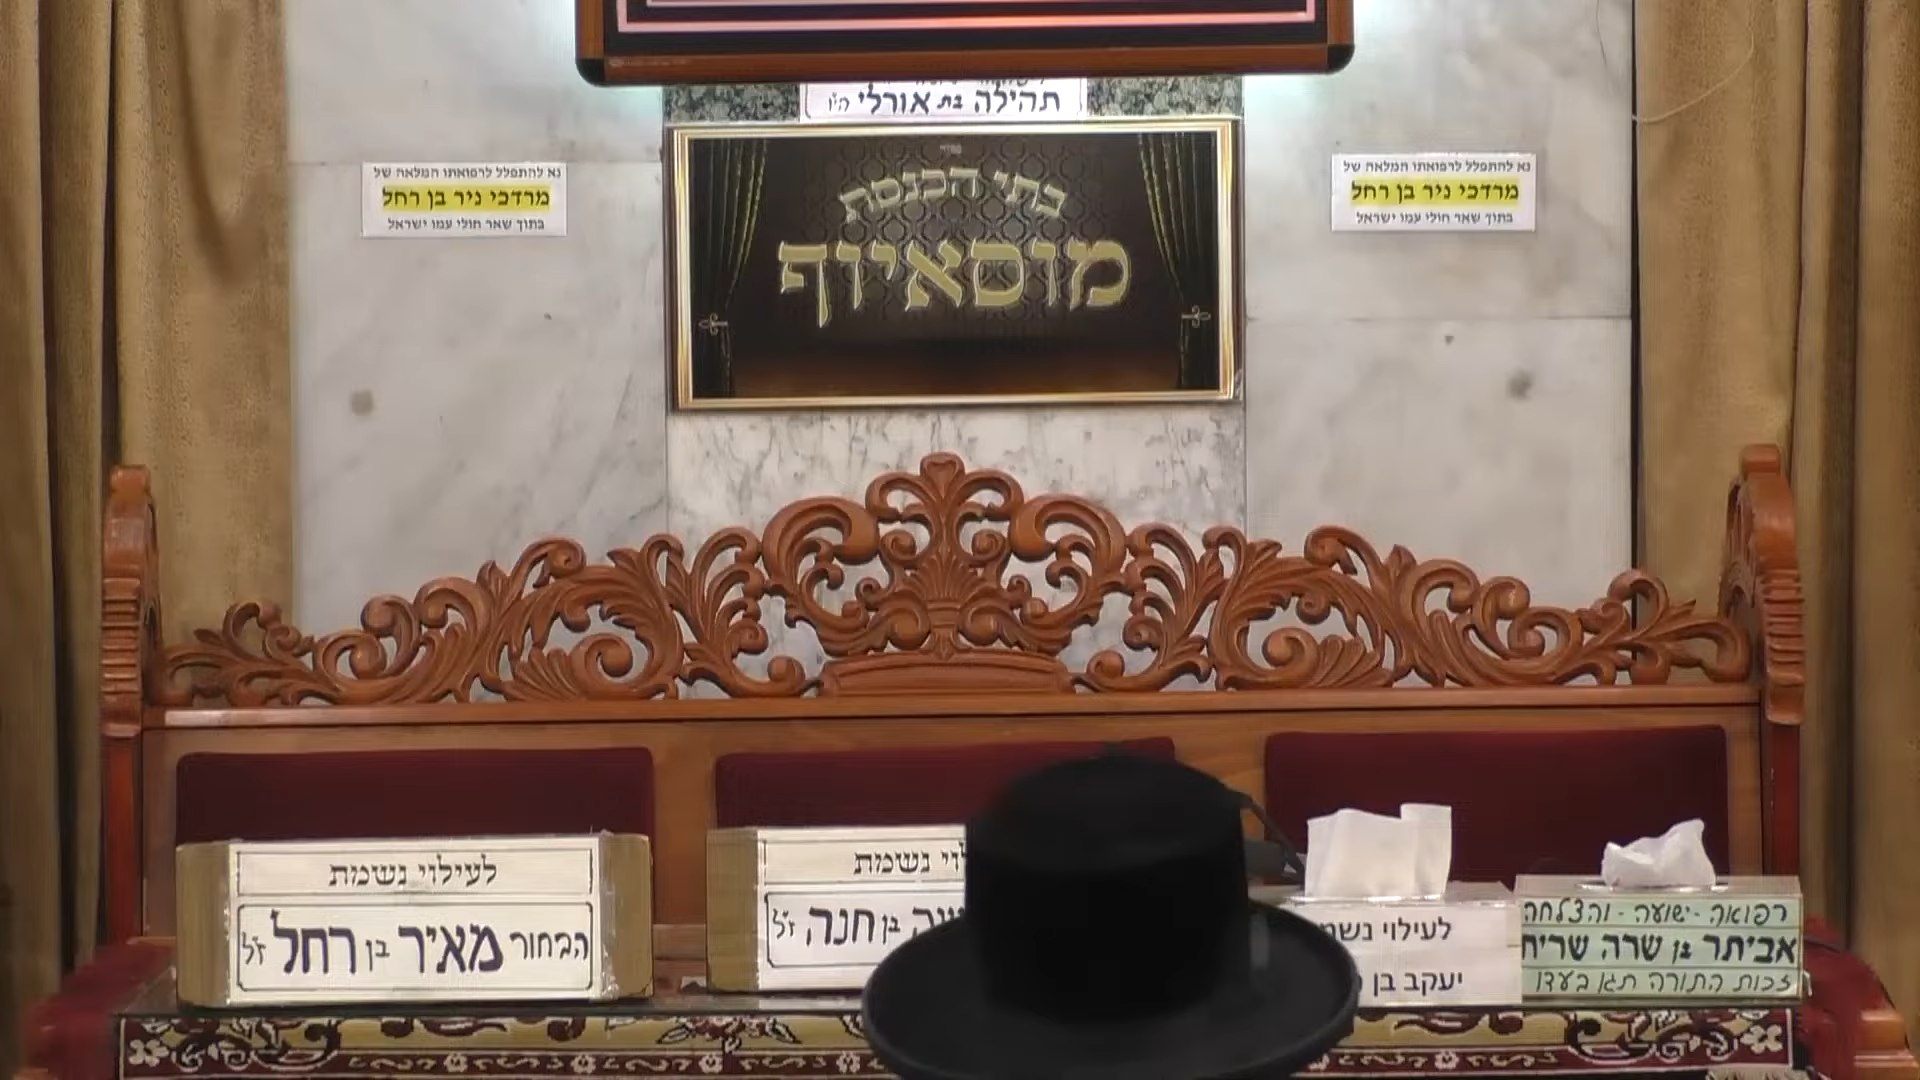 תהילה בת אורלי הי"ו
נא להתפלל לרפואתו המלאה של
מרדכי ניר בן רחל
בתוך שאר חולי עמו ישראל
בתי הכנסת
מוסאיוף
נא להתפלל לרפואתו המלאה של
מרדכי ניר בן רחל
בתוך שאר חולי עמו ישראל
לעילוי נשמת
הבחור מאיר בן רחל ז"ל
נשמת
בן חנה ז"ל
לעילוי
יעקב בן
רפואה - ישועה - והצלחה
אביתר בן שרה שריח
זכות התורה תגן בעדו